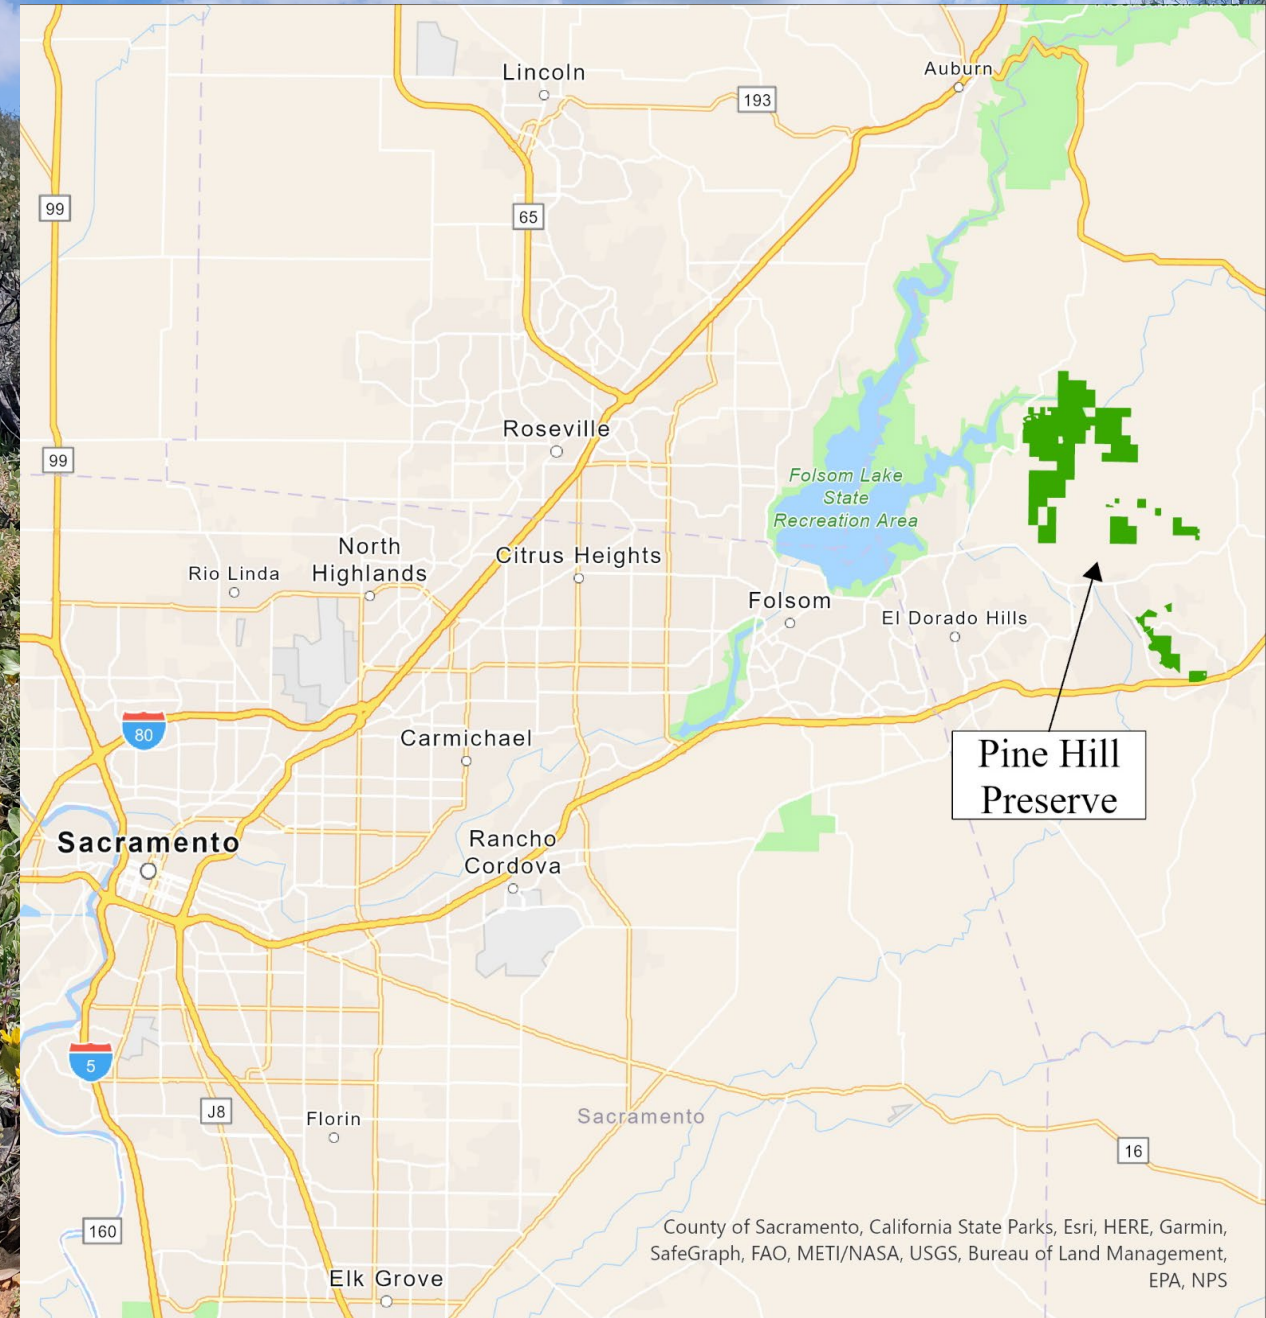 Lincoln
Auburn
193
99
65
Roseville
99
Folsom Lake
State
Recreation Area
North
Highlands
Citrus Heights
Rio Linda
Folsom
El Dorado Hills
80
Carmichael
Pine Hill
Preserve
Sacramento
Rancho
Cordova
5
J8
Florin
Sacramento
16
160
County of Sacramento, California State Parks, Esri, HERE, Garmin,
SafeGraph, FAO, METI/NASA, USGS, Bureau of Land Management,
EPA, NPS
Elk Grove